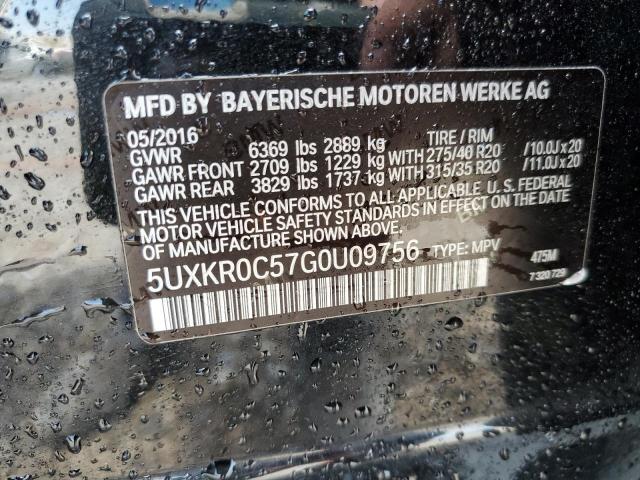 MFD BY BAYERISCHE MOTOREN WERKE AG
05/2016 TIRE / RIM
GVWR 6369 lbs 2889 kg
GAWR FRONT 2709 lbs 1229 kg WITH 275/40 R20 /10.0J x 20
GAWR REAR 3829 lbs 1737 kg WITH 315/35 R20 /11.0J x 20
THIS VEHICLE CONFORMS TO ALL APPLICABLE U.S. FEDERAL
MOTOR VEHICLE SAFETY STANDARDS IN EFFECT ON THE DATE
OF MANUFACTURE SHOWN ABOVE.
5UXKR0C57G0U09756 TYPE: MPV 475M
7 320 729